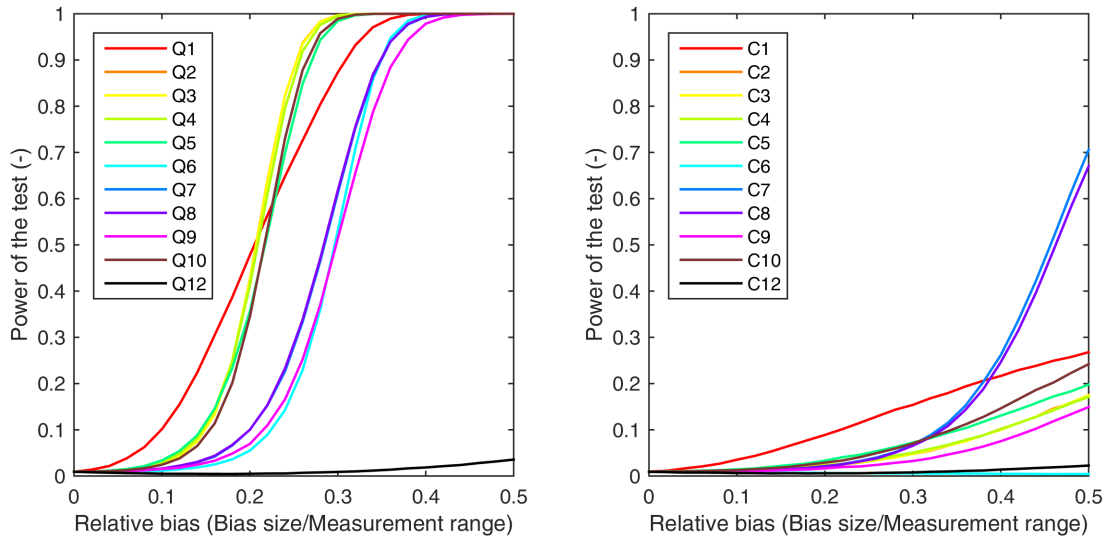 Power of the test (-)
1
0.9
0.8
0.7
0.6
0.5
0.4
0.3
0.2
0.1
0
Q1
Q2
Q3
Q4
Q5
Q6
Q7
Q8
Q9
Q10
Q12
0
0.1
0.2
0.3
0.4
0.5
Relative bias (Bias size/Measurement range)
Power of the test (-)
1
0.9
0.8
0.7
0.6
0.5
0.4
0.3
0.2
0.1
0
C1
C2
C3
C4
C5
C6
C7
C8
C9
C10
C12
0
0.1
0.2
0.3
0.4
0.5
Relative bias (Bias size/Measurement range)